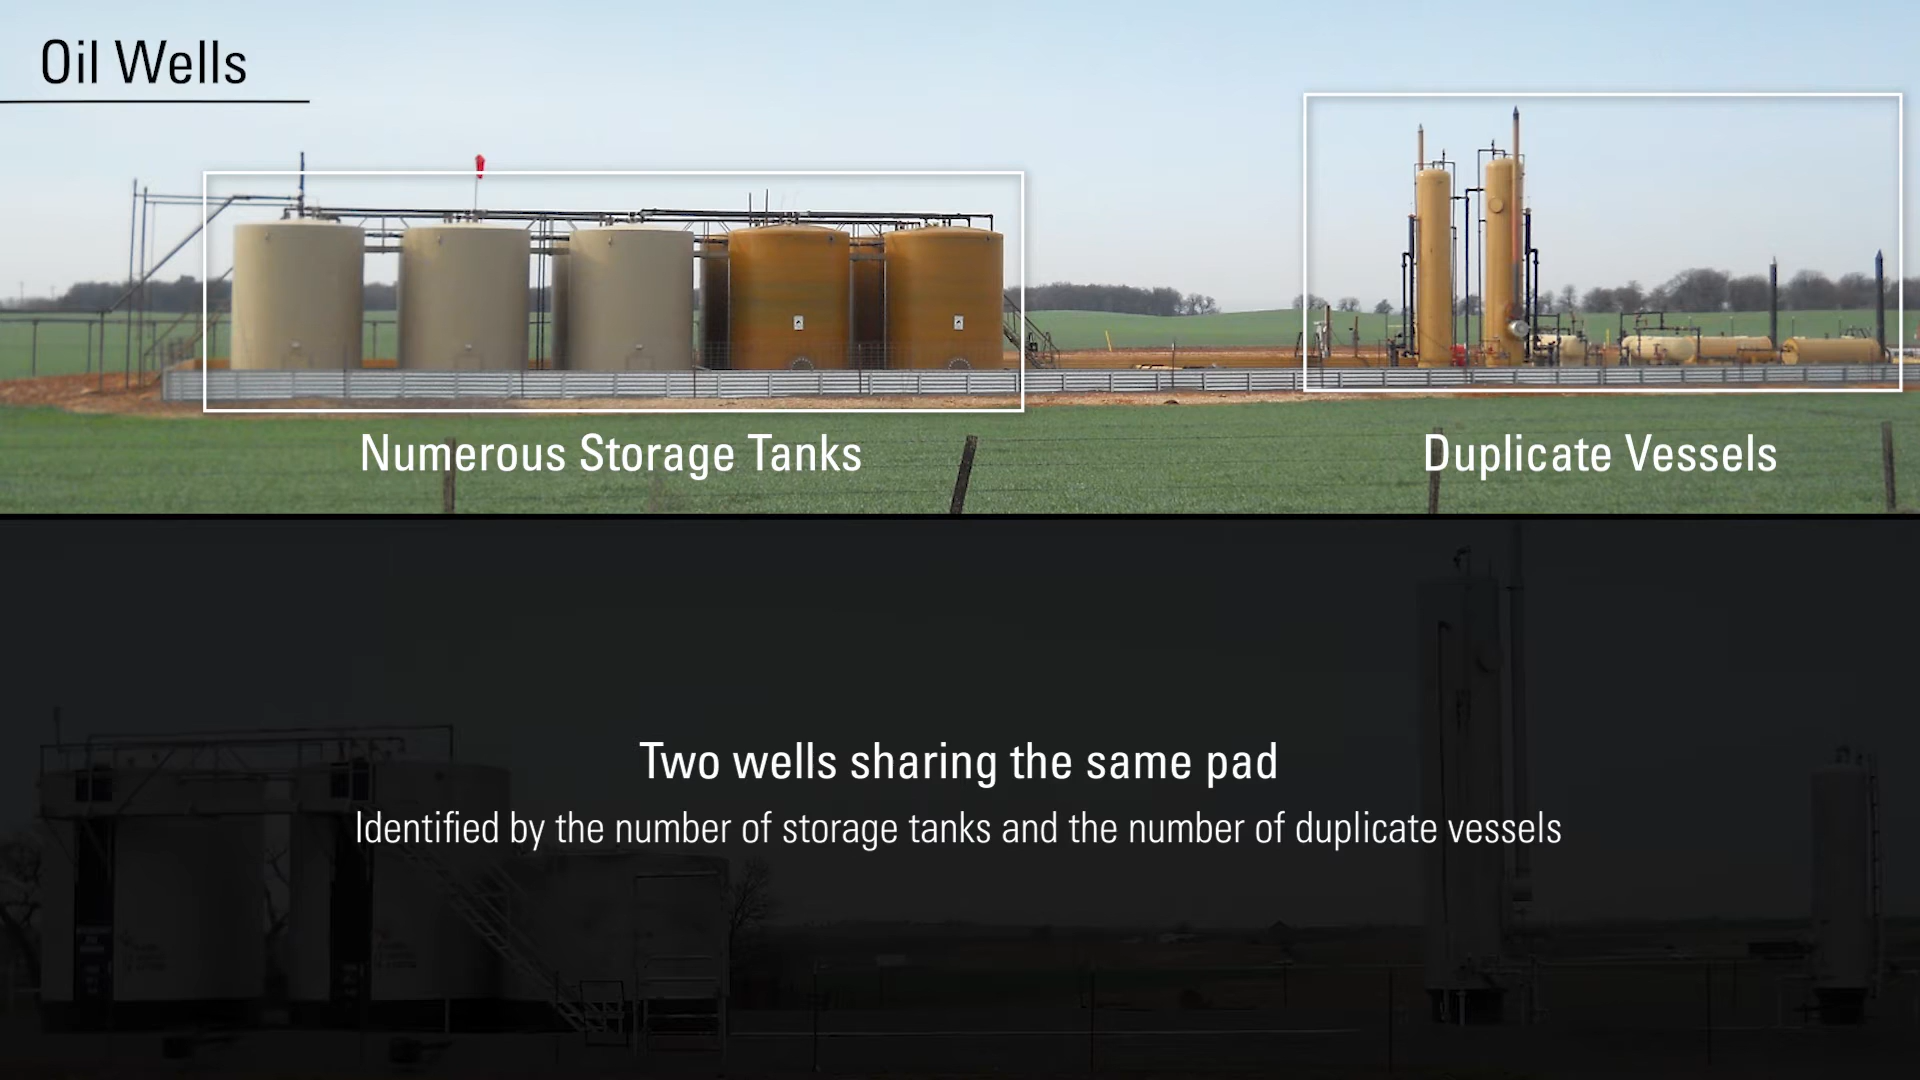 Oil Wells
Numerous Storage Tanks
Duplicate Vessels
Two wells sharing the same pad
Identified by the number of storage tanks and the number of duplicate vessels